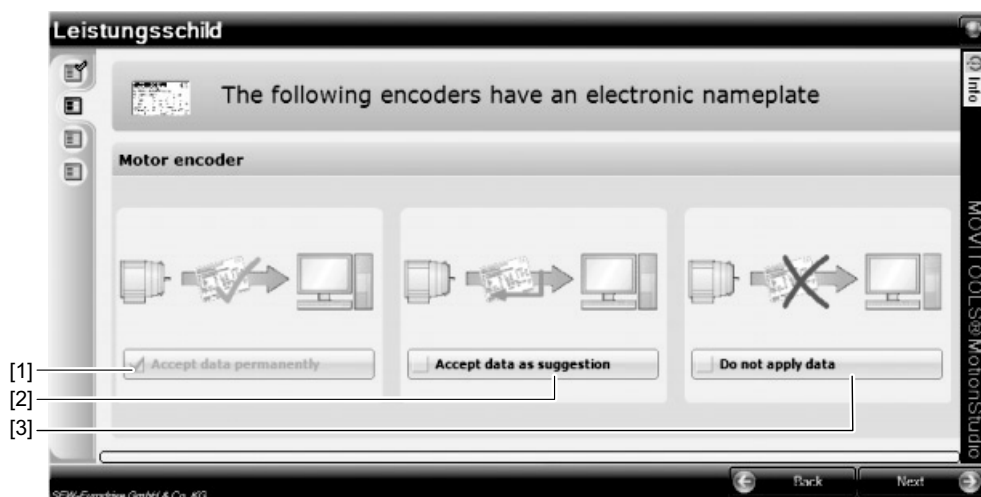 Leistungsschild
The following encoders have an electronic nameplate
Info
Motor encoder
[1]
Accept data permanently
Accept data as suggestion
Do not apply data
[2]
[3]
MOVITOOLS®MotionStudio
Back
Next
SEW-Eurodrive GmbH & Co. KG